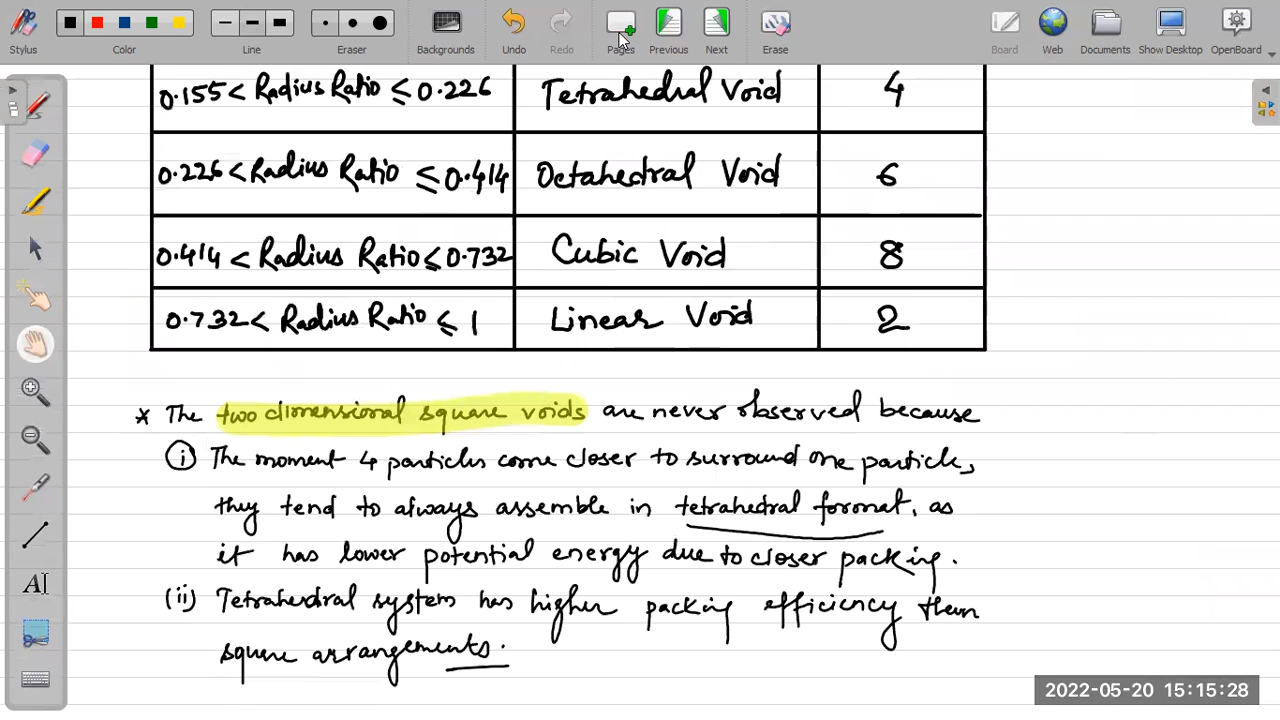 Stylus Color Line Eraser Backgrounds Undo Redo Pages Previous Next Erase Board Web Documents Show Desktop OpenBoard
0.155 < Radius Ratio ≤ 0.226 Tetrahedral Void 4
0.226 < Radius Ratio ≤ 0.414 Octahedral Void 6
0.414 < Radius Ratio ≤ 0.732 Cubic Void 8
0.732 < Radius Ratio ≤ 1 Linear Void 2
* The two dimensional square voids are never observed because
(i) The moment 4 particles come closer to surround one particle,
they tend to always assemble in tetrahedral format, as
it has lower potential energy due to closer packing.
(ii) Tetrahedral system has higher packing efficiency than
square arrangements.
AI
2022-05-20 15:15:28